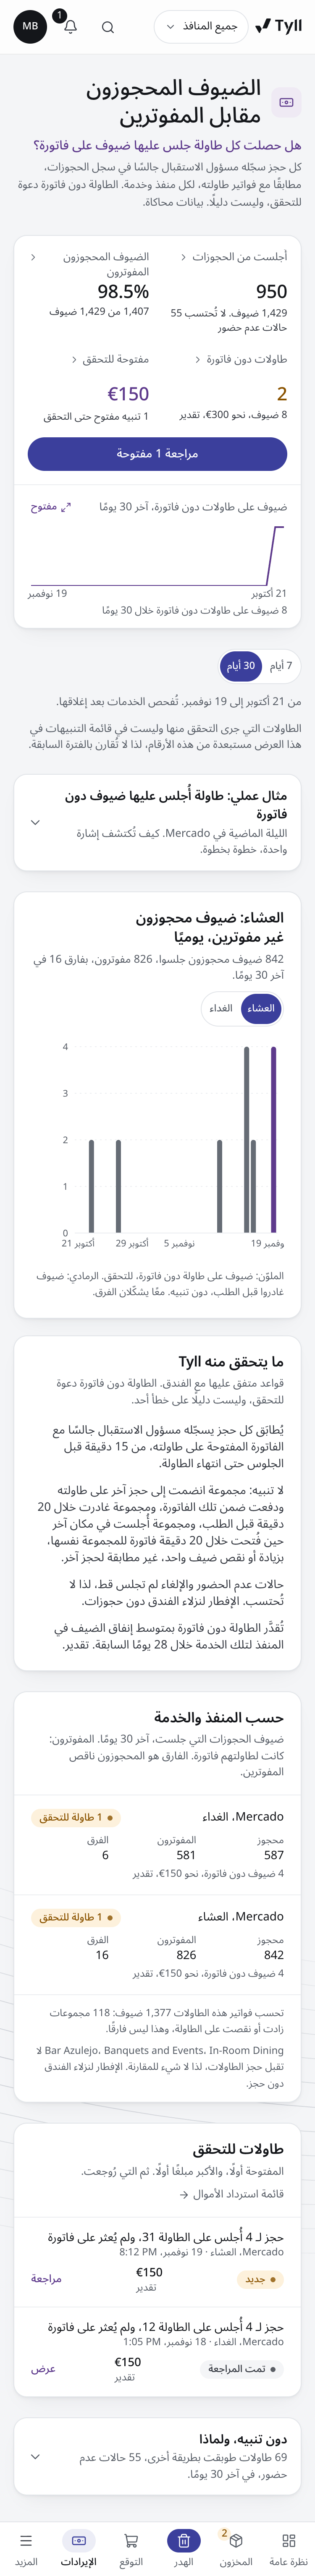 Tyll
جميع المنافذ
1
MB
الضيوف المحجوزون
مقابل المفوترين
هل حصلت كل طاولة جلس عليها ضيوف على فاتورة؟
كل حجز سجّله مسؤول الاستقبال جالسًا في سجل الحجوزات،
مطابقًا مع فواتير طاولته، لكل منفذ وخدمة. الطاولة دون فاتورة دعوة
للتحقق، وليست دليلًا. بيانات محاكاة.
أُجلست من الحجوزات
950
1,429 ضيوف. لا تُحتسب 55
حالات عدم حضور
الضيوف المحجوزون
المفوترون
98.5%
1,407 من 1,429 ضيوف
طاولات دون فاتورة
2
8 ضيوف، نحو 300€، تقدير
مفتوحة للتحقق
€150
1 تنبيه مفتوح حتى التحقق
مراجعة 1 مفتوحة
ضيوف على طاولات دون فاتورة، آخر 30 يومًا
مفتوح
21 أكتوبر
19 نوفمبر
8 ضيوف على طاولات دون فاتورة خلال 30 يومًا
7 أيام
30 أيام
من 21 أكتوبر إلى 19 نوفمبر. تُفحص الخدمات بعد إغلاقها.
الطاولات التي جرى التحقق منها وليست في قائمة التنبيهات في
هذا العرض مستبعدة من هذه الأرقام، لذا لا تُقارن بالفترة السابقة.
مثال عملي: طاولة أُجلس عليها ضيوف دون
فاتورة
الليلة الماضية في Mercado. كيف تُكتشف إشارة
واحدة، خطوة بخطوة.
العشاء: ضيوف محجوزون
غير مفوترين، يوميًا
842 ضيوف محجوزون جلسوا، 826 مفوترون، بفارق 16 في
آخر 30 يومًا.
العشاء
الغداء
4
3
2
1
0
21 أكتوبر
29 أكتوبر
5 نوفمبر
19 نوفمبر
الملوّن: ضيوف على طاولة دون فاتورة، للتحقق. الرمادي: ضيوف
غادروا قبل الطلب، دون تنبيه. معًا يشكّلان الفرق.
ما يتحقق منه Tyll
قواعد متفق عليها مع الفندق. الطاولة دون فاتورة دعوة
للتحقق، وليست دليلًا على خطأ أحد.
يُطابَق كل حجز يسجّله مسؤول الاستقبال جالسًا مع
الفاتورة المفتوحة على طاولته، من 15 دقيقة قبل
الجلوس حتى انتهاء الطاولة.
لا تنبيه: مجموعة انضمت إلى حجز آخر على طاولته
ودفعت ضمن تلك الفاتورة، ومجموعة غادرت خلال 20
دقيقة قبل الطلب، ومجموعة أُجلست في مكان آخر
حين فُتحت خلال 20 دقيقة فاتورة للمجموعة نفسها،
بزيادة أو نقص ضيف واحد، غير مطابقة لحجز آخر.
حالات عدم الحضور والإلغاء لم تجلس قط، لذا لا
تُحتسب. الإفطار لنزلاء الفندق دون حجوزات.
تُقدَّر الطاولة دون فاتورة بمتوسط إنفاق الضيف في
المنفذ لتلك الخدمة خلال 28 يومًا السابقة. تقدير.
حسب المنفذ والخدمة
ضيوف الحجوزات التي جلست، آخر 30 يومًا. المفوترون:
كانت لطاولتهم فاتورة. الفارق هو المحجوزون ناقص
المفوترين.
Mercado، الغداء
1 طاولة للتحقق
محجوز
المفوترون
الفرق
587
581
6
4 ضيوف دون فاتورة، نحو 150€، تقدير
Mercado، العشاء
1 طاولة للتحقق
محجوز
المفوترون
الفرق
842
826
16
4 ضيوف دون فاتورة، نحو 150€، تقدير
تحسب فواتير هذه الطاولات 1,377 ضيوف: 118 مجموعات
زادت أو نقصت على الطاولة، وهذا ليس فارقًا.
Bar Azulejo، Banquets and Events، In-Room Dining لا
تقبل حجز الطاولات، لذا لا شيء للمقارنة. الإفطار لنزلاء الفندق
دون حجز.
طاولات للتحقق
المفتوحة أولًا، والأكبر مبلغًا أولًا. ثم التي رُوجعت.
قائمة استرداد الأموال
حجز لـ 4 أُجلس على الطاولة 31، ولم يُعثر على فاتورة
Mercado، العشاء · 19 نوفمبر، 8:12 PM
جديد
€150
تقدير
مراجعة
حجز لـ 4 أُجلس على الطاولة 12، ولم يُعثر على فاتورة
Mercado، الغداء · 18 نوفمبر، 1:05 PM
تمت المراجعة
€150
تقدير
عرض
دون تنبيه، ولماذا
69 طاولات طوبقت بطريقة أخرى، 55 حالات عدم
حضور، في آخر 30 يومًا.
نظرة عامة
2
المخزون
الهدر
التوقع
الإيرادات
المزيد